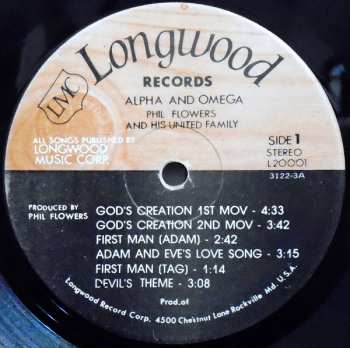 LMC
Longwood
RECORDS
ALPHA AND OMEGA
PHIL FLOWERS
AND HIS UNITED FAMILY
ALL SONGS PUBLISHED BY
LONGWOOD
MUSIC CORP.
SIDE 1
STEREO
L20001
3122-3A
PRODUCED BY
PHIL FLOWERS
GOD'S CREATION 1ST MOV - 4:33
GOD'S CREATION 2ND MOV - 3:42
FIRST MAN (ADAM) - 2:42
ADAM AND EVE'S LOVE SONG - 3:15
FIRST MAN (TAG) - 1:14
DEVIL'S THEME - 3:08
Prod.of
Longwood Record Corp. 4500 Chestnut Lane Rockville Md. U.S.A.